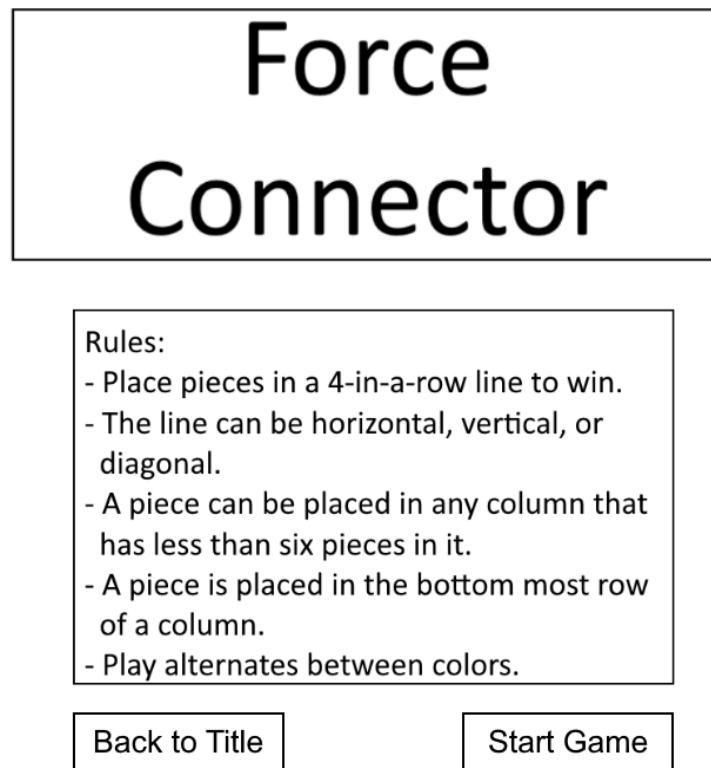 Force
Connector
Rules:
- Place pieces in a 4-in-a-row line to win.
- The line can be horizontal, vertical, or
diagonal.
- A piece can be placed in any column that
has less than six pieces in it.
- A piece is placed in the bottom most row
of a column.
- Play alternates between colors.
Back to Title
Start Game